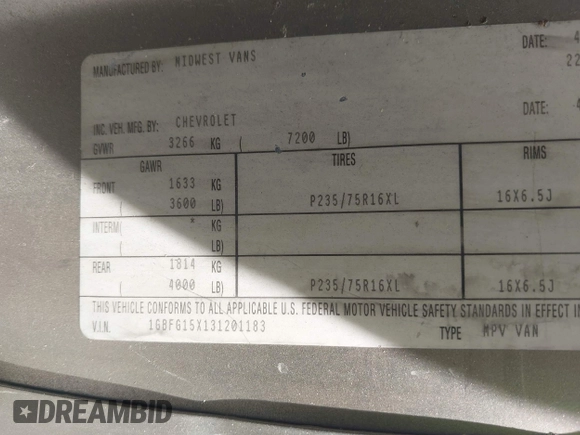 DATE: 4
MANUFACTURED BY: MIDWEST VANS
22
DATE: 4
INC. VEH. MFG. BY: CHEVROLET
GVWR 3266 KG ( 7200 LB)
GAWR TIRES RIMS
FRONT 1633 KG
( 3600 LB) P235/75R16XL 16X6.5J
INTERM * KG
( LB)
REAR 1814 KG
( 4000 LB) P235/75R16XL 16X6.5J
THIS VEHICLE CONFORMS TO ALL APPLICABLE U.S. FEDERAL MOTOR VEHICLE SAFETY STANDARDS IN EFFECT
V.I.N. 1GBFG15X131201183 TYPE MPV VAN
DREAMBID